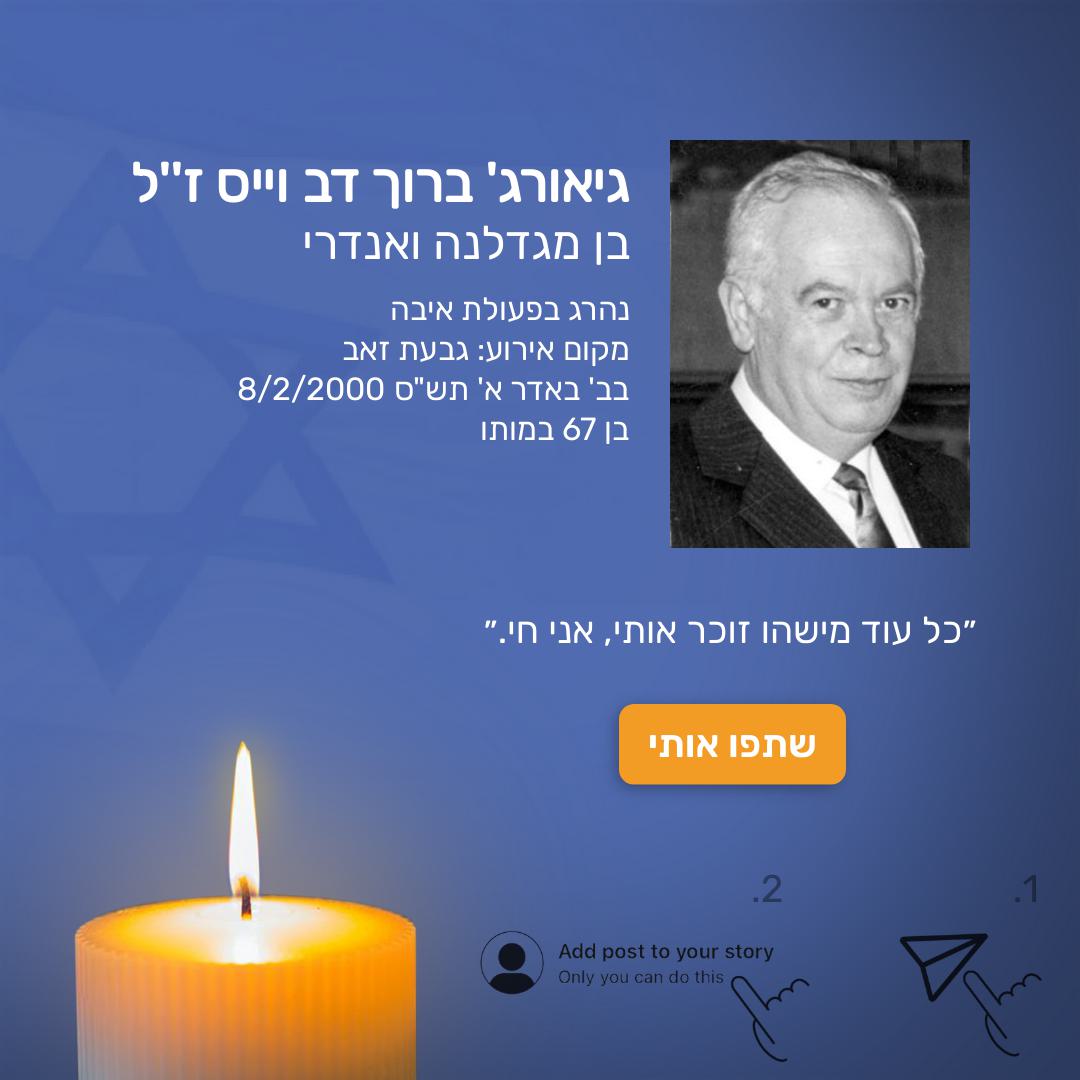 גיאורג' ברוך דב וייס ז"ל
בן מגדלנה ואנדרי
נהרג בפעולת איבה
מקום אירוע: גבעת זאב
בב' באדר א' תש"ס 8/2/2000
בן 67 במותו
״כל עוד מישהו זוכר אותי, אני חי.״
שתפו אותי
.1
.2
Add post to your story
Only you can do this